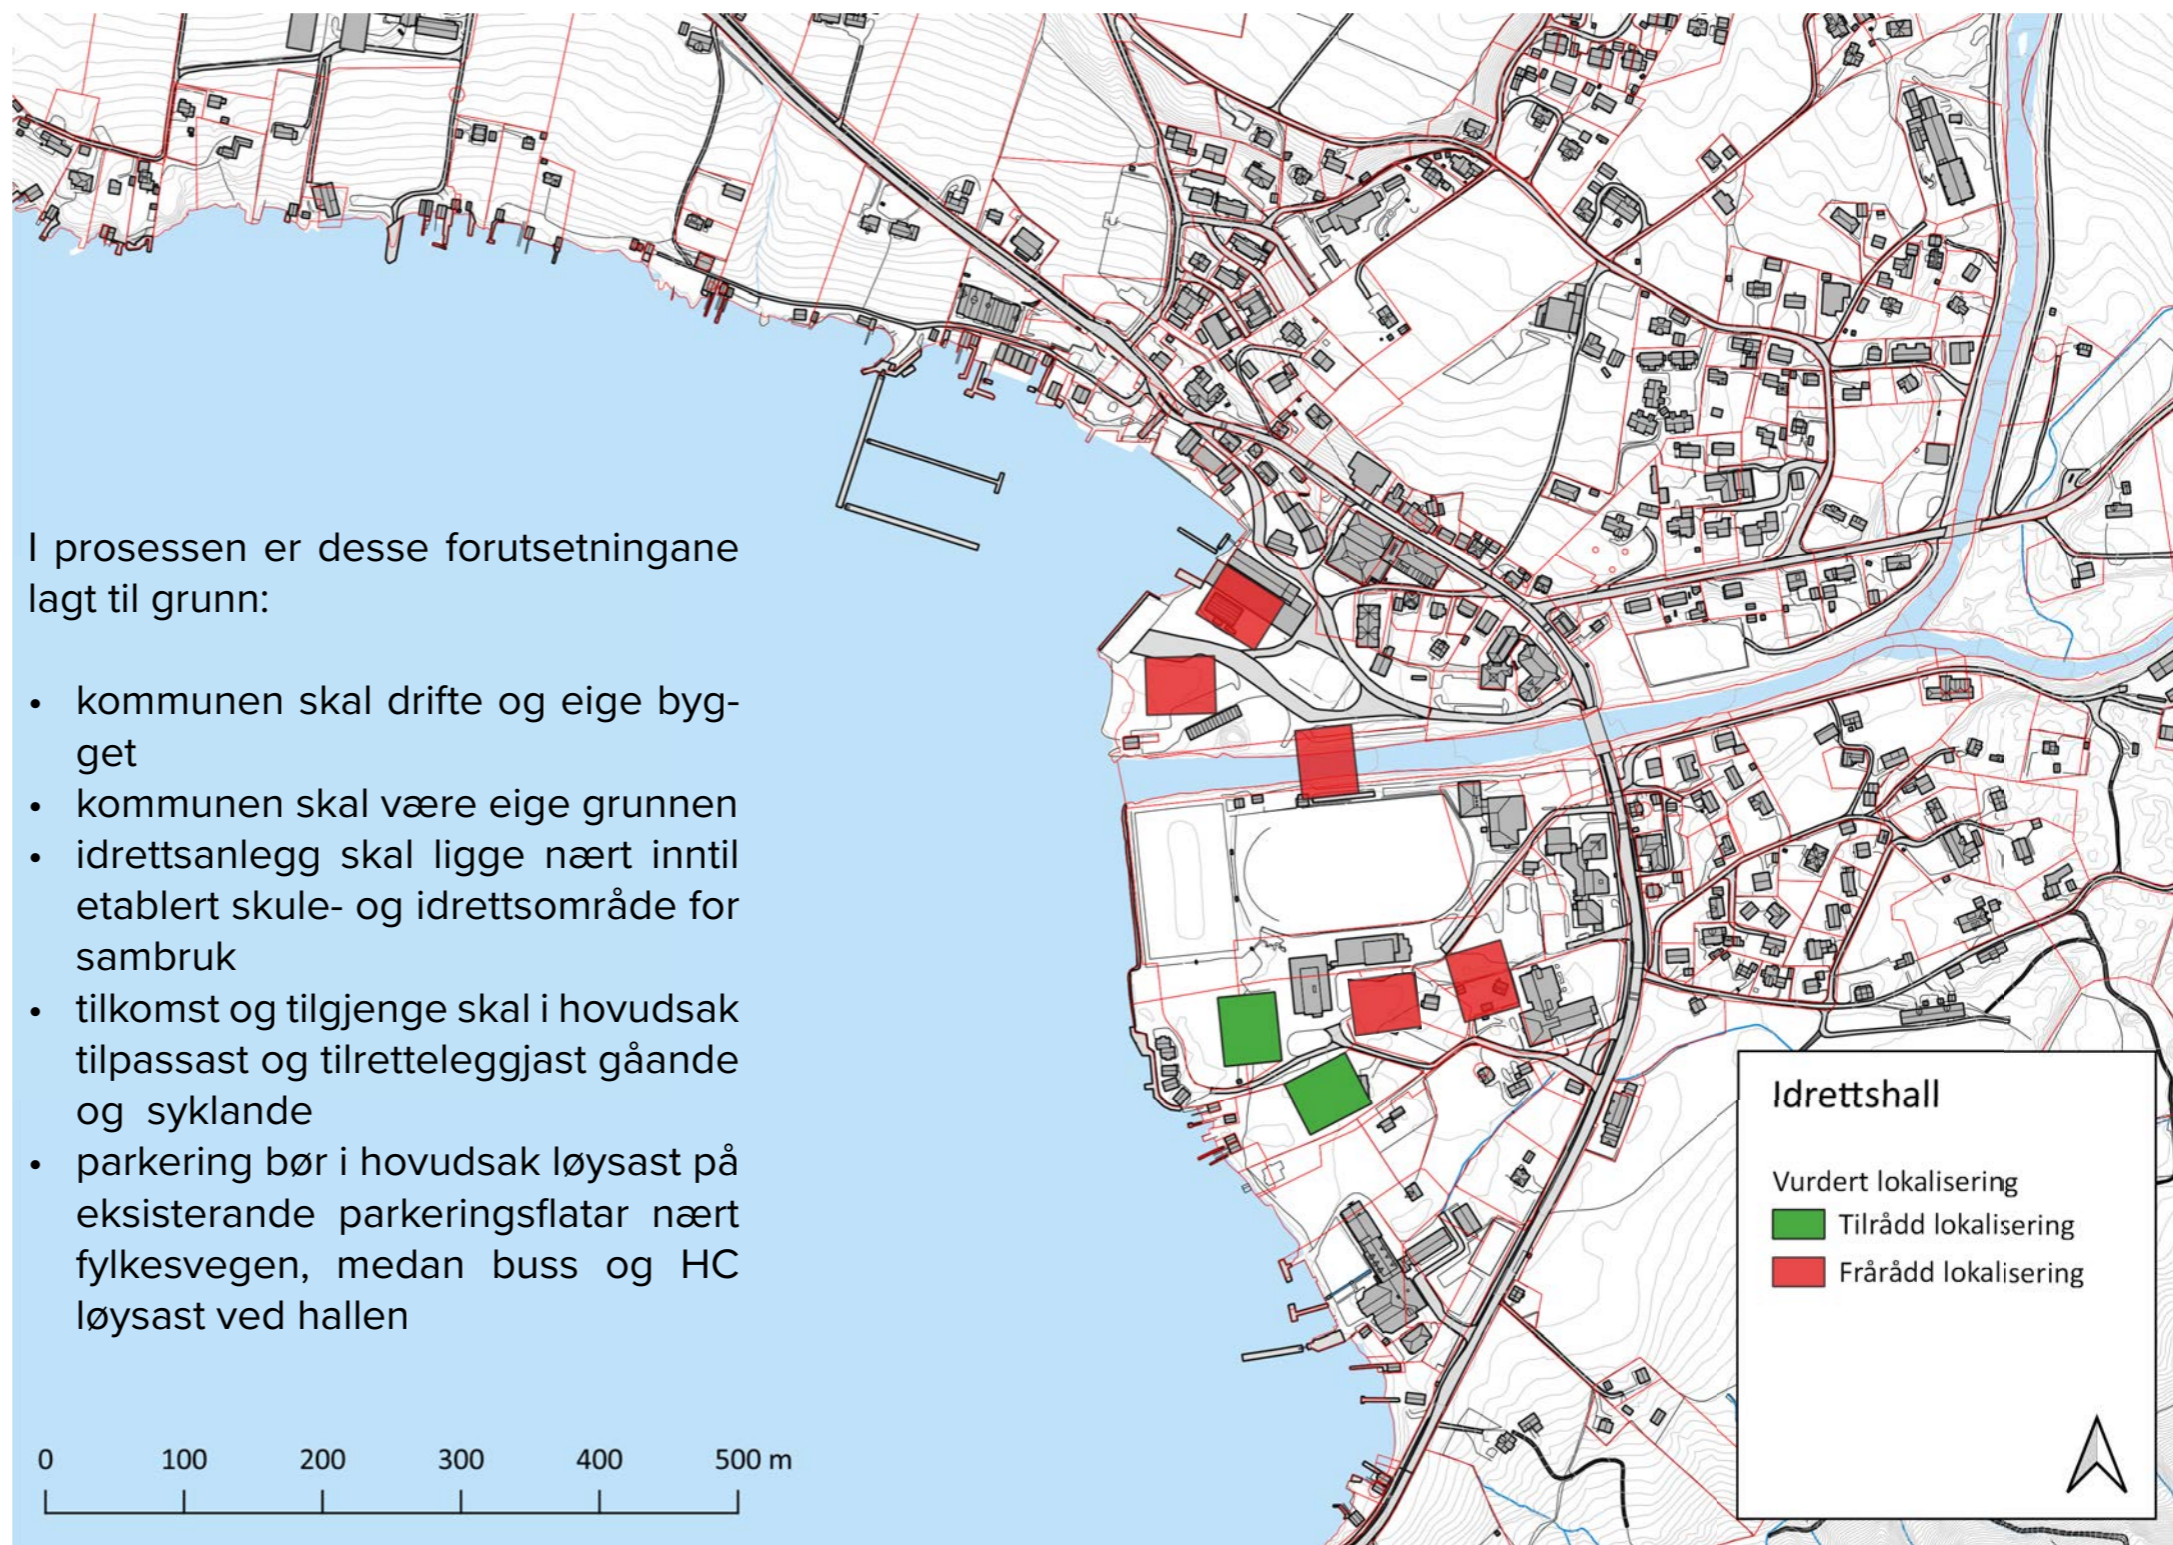 I prosessen er desse forutsetningane
lagt til grunn:
• kommunen skal drifte og eige byg-
get
• kommunen skal være eige grunnen
• idrettsanlegg skal ligge nært inntil
etablert skule- og idrettsområde for
sambruk
• tilkomst og tilgjenge skal i hovudsak
tilpassast og tilretteleggjast gåande
og syklande
• parkering bør i hovudsak løysast på
eksisterande parkeringsflatar nært
fylkesvegen, medan buss og HC
løysast ved hallen
0 100 200 300 400 500 m
Idrettshall
Vurdert lokalisering
Tilrådd lokalisering
Frårådd lokalisering